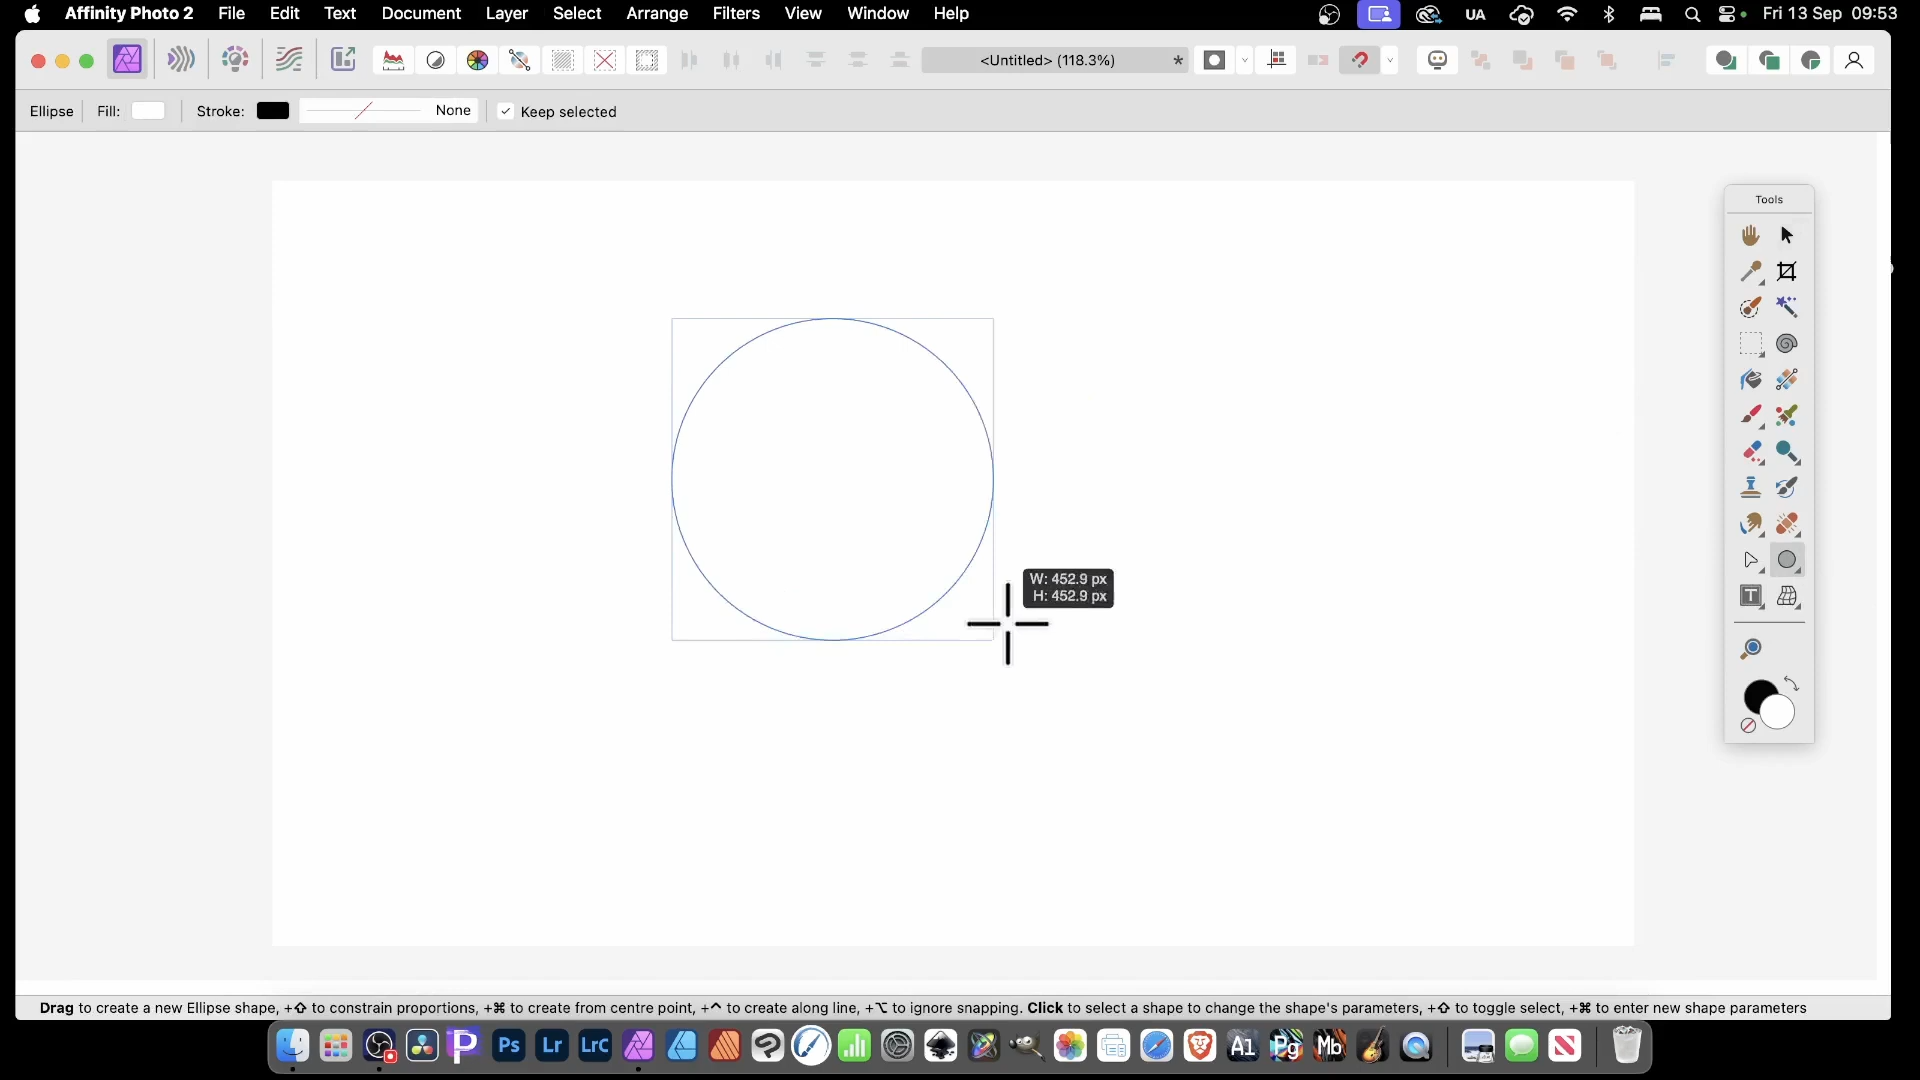 Affinity Photo 2 File Edit Text Document Layer Select Arrange Filters View Window Help UA Fri 13 Sep 09:53
<Untitled> (118.3%) *
Ellipse Fill: Stroke: None Keep selected
Tools
W: 452.9 px
H: 452.9 px
T
Drag to create a new Ellipse shape, +⇧ to constrain proportions, +⌘ to create from centre point, +⌃ to create along line, +⌥ to ignore snapping. Click to select a shape to change the shape's parameters, +⇧ to toggle select, +⌘ to enter new shape parameters
P Ps Lr LrC A1 Pg Mb N